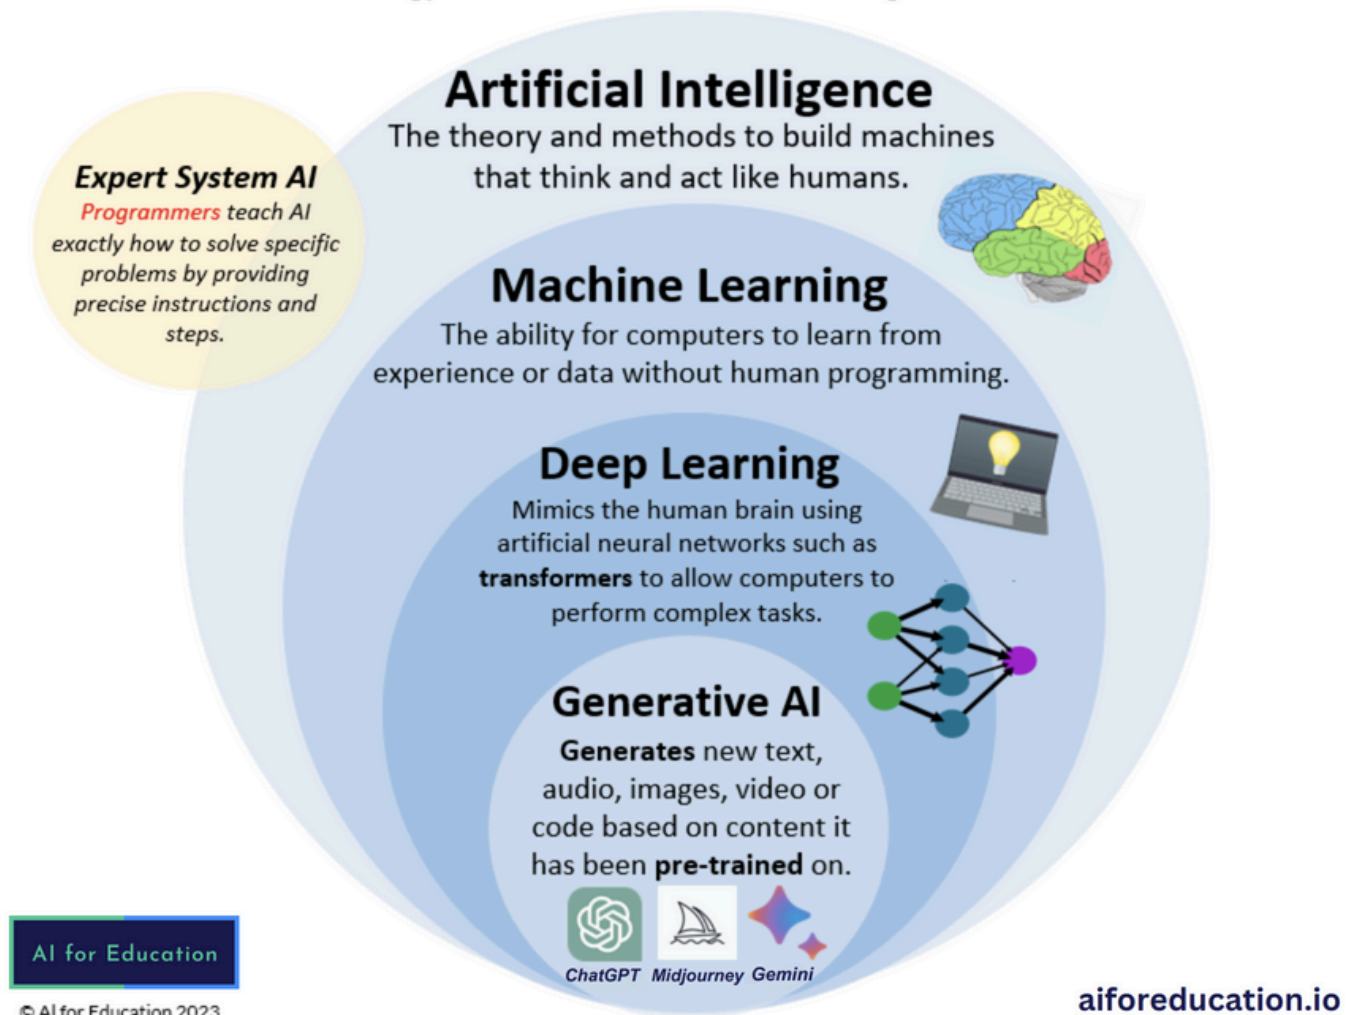 Artificial Intelligence
The theory and methods to build machines
that think and act like humans.
Expert System AI
Programmers teach AI
exactly how to solve specific
problems by providing
precise instructions and
steps.
Machine Learning
The ability for computers to learn from
experience or data without human programming.
Deep Learning
Mimics the human brain using
artificial neural networks such as
transformers to allow computers to
perform complex tasks.
Generative AI
Generates new text,
audio, images, video or
code based on content it
has been pre-trained on.
ChatGPT Midjourney Gemini
AI for Education
© AI for Education 2023
aiforeducation.io